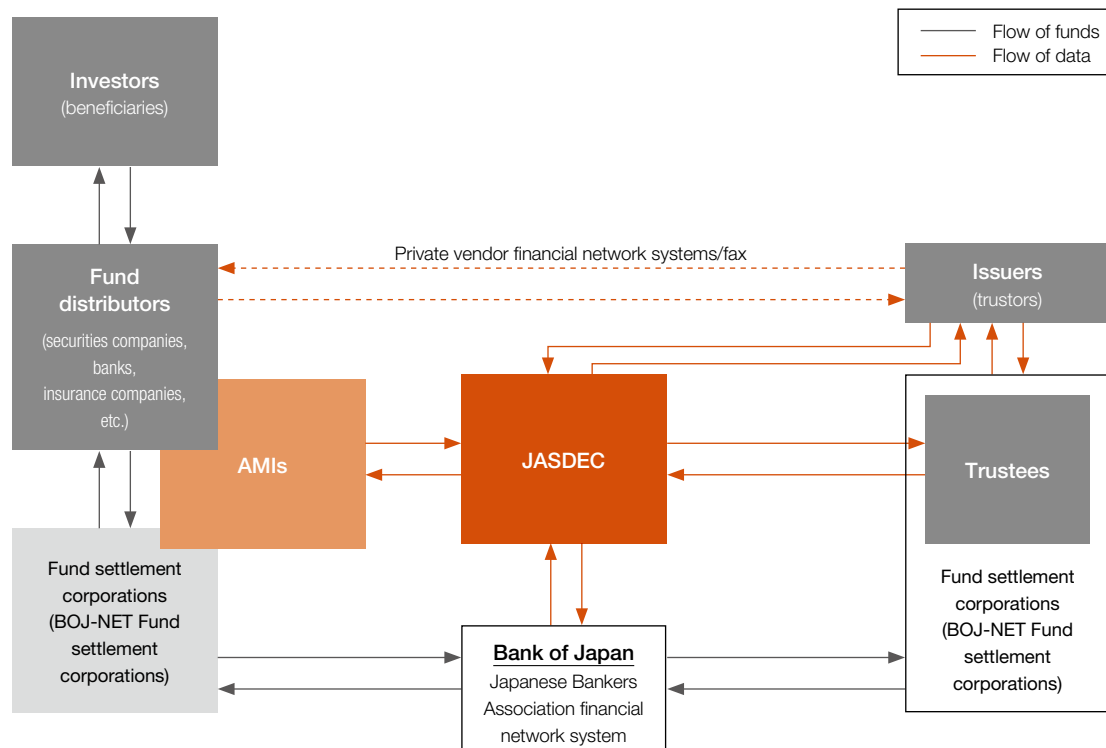 Flow of funds
Flow of data
Investors
(beneficiaries)
Private vendor financial network systems/fax
Fund
distributors
(securities companies,
banks,
insurance companies,
etc.)
Issuers
(trustors)
AMIs
JASDEC
Trustees
Fund settlement
corporations
(BOJ-NET Fund
settlement
corporations)
Bank of Japan
Japanese Bankers
Association financial
network system
Fund settlement
corporations
(BOJ-NET Fund
settlement
corporations)